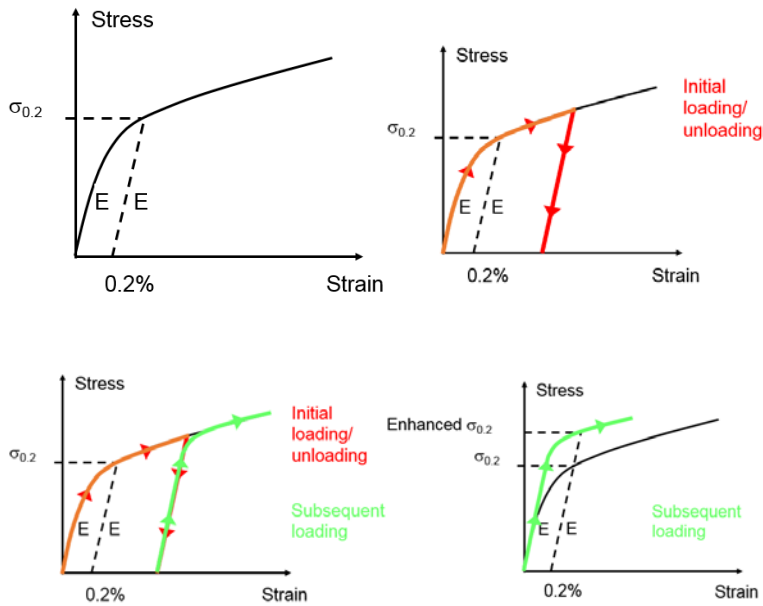 Stress
σ0.2
E
E
0.2%
Strain
Stress
Initial
loading/
unloading
σ0.2
E
E
0.2%
Strain
Stress
Initial
loading/
unloading
σ0.2
Subsequent
loading
E
E
0.2%
Strain
Stress
Enhanced σ0.2
σ0.2
Subsequent
loading
E
E
0.2%
Strain